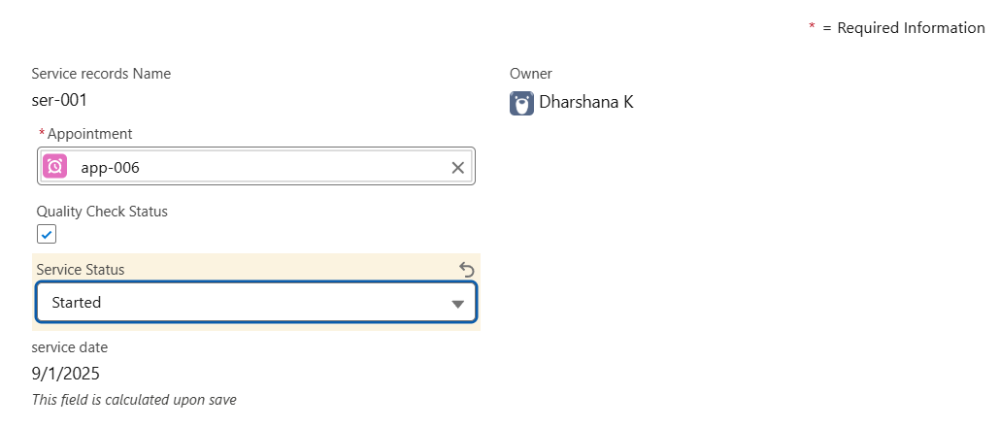 * = Required Information
Service records Name
ser-001
Owner
Dharshana K
*Appointment
app-006
Quality Check Status
Service Status
Started
service date
9/1/2025
This field is calculated upon save